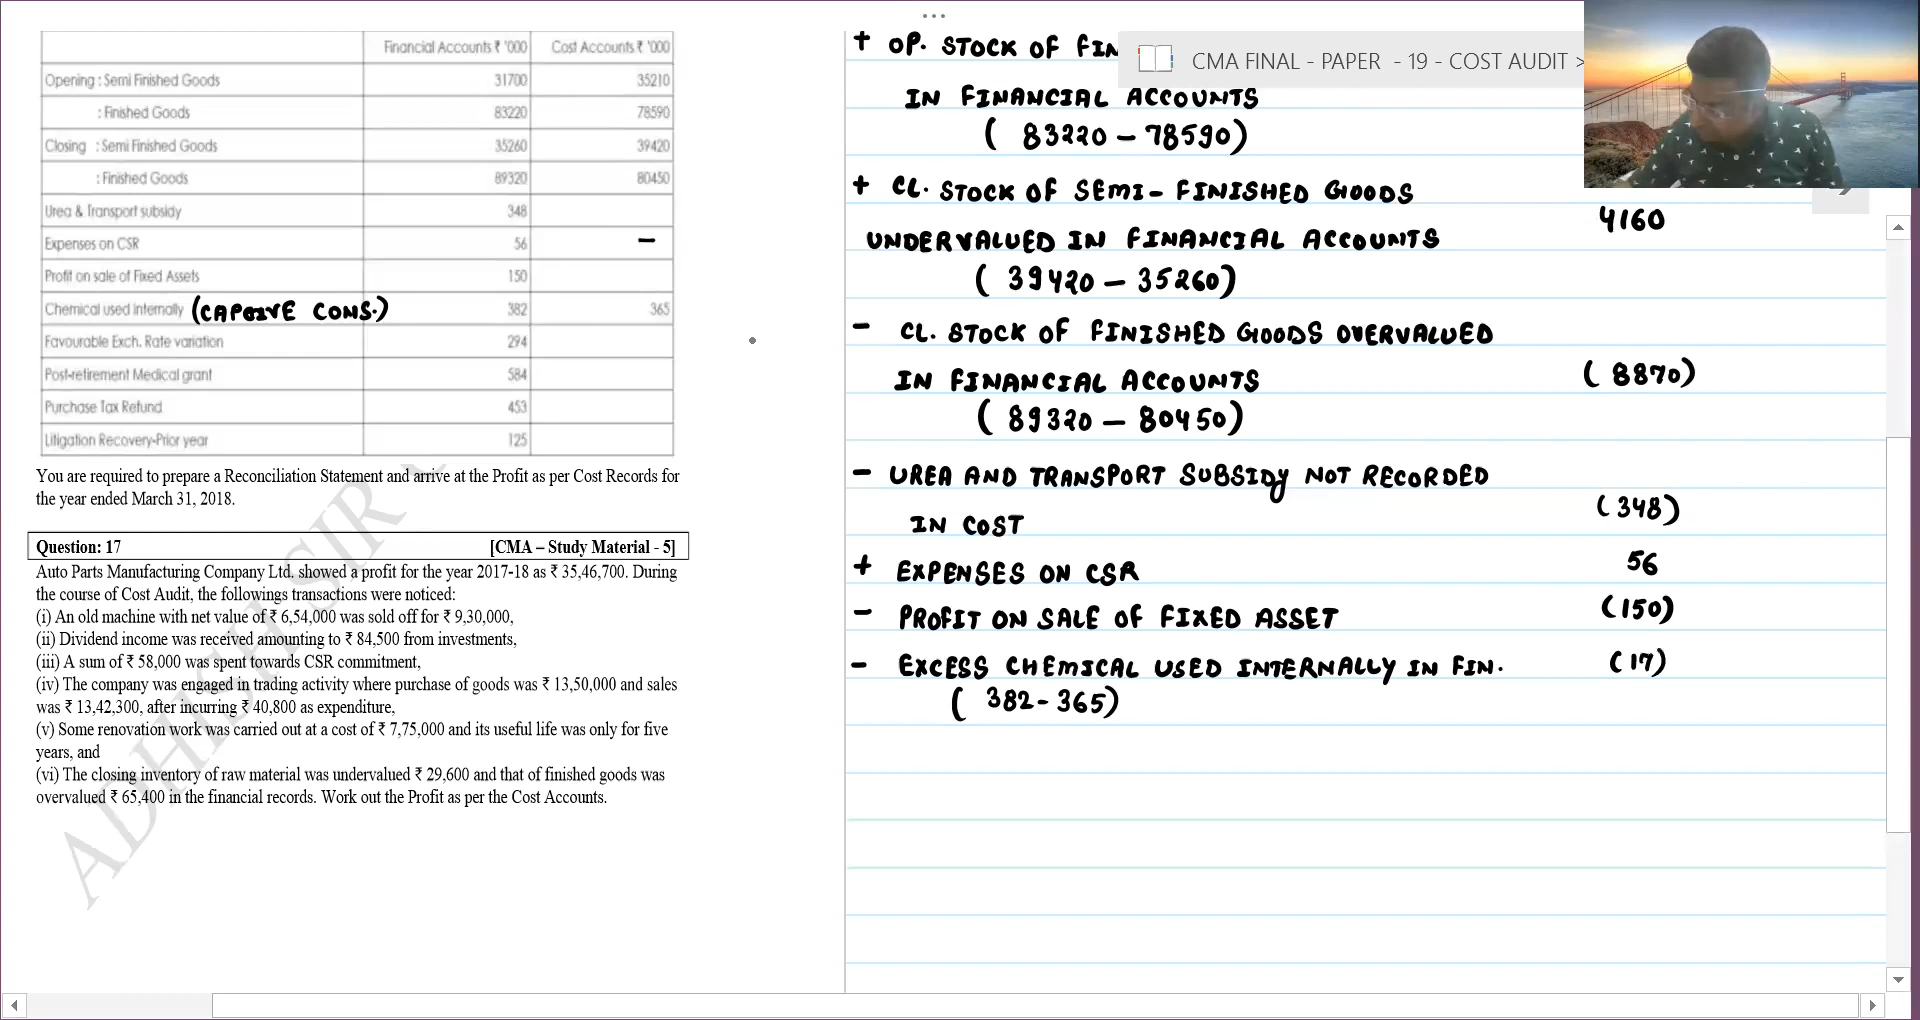 Financial Accounts ₹ '000 Cost Accounts ₹ '000
Opening : Semi Finished Goods 31700 35210
: Finished Goods 83220 78590
Closing : Semi Finished Goods 35260 39420
: Finished Goods 89320 80450
Urea & Transport subsidy 348
Expenses on CSR 56 –
Profit on sale of Fixed Assets 150
Chemical used Internally (CAPTIVE CONS.) 382 365
Favourable Exch. Rate variation 294
Post-retirement Medical grant 584
Purchase Tax Refund 453
Litigation Recovery-Prior year 125
You are required to prepare a Reconciliation Statement and arrive at the Profit as per Cost Records for
the year ended March 31, 2018.
Question: 17 [CMA – Study Material - 5]
Auto Parts Manufacturing Company Ltd. showed a profit for the year 2017-18 as ₹ 35,46,700. During
the course of Cost Audit, the followings transactions were noticed:
(i) An old machine with net value of ₹ 6,54,000 was sold off for ₹ 9,30,000,
(ii) Dividend income was received amounting to ₹ 84,500 from investments,
(iii) A sum of ₹ 58,000 was spent towards CSR commitment,
(iv) The company was engaged in trading activity where purchase of goods was ₹ 13,50,000 and sales
was ₹ 13,42,300, after incurring ₹ 40,800 as expenditure,
(v) Some renovation work was carried out at a cost of ₹ 7,75,000 and its useful life was only for five
years, and
(vi) The closing inventory of raw material was undervalued ₹ 29,600 and that of finished goods was
overvalued ₹ 65,400 in the financial records. Work out the Profit as per the Cost Accounts.
ADHISH SIR
CMA FINAL - PAPER - 19 - COST AUDIT >
+ OP. STOCK OF FIN
IN FINANCIAL ACCOUNTS
( 83220 – 78590)
+ CL. STOCK OF SEMI - FINISHED GOODS
4160
UNDERVALUED IN FINANCIAL ACCOUNTS
( 39420 – 35260)
– CL. STOCK OF FINISHED GOODS OVERVALUED
IN FINANCIAL ACCOUNTS ( 8870)
( 89320 – 80450)
– UREA AND TRANSPORT SUBSIDY NOT RECORDED
IN COST (348)
+ EXPENSES ON CSR 56
– PROFIT ON SALE OF FIXED ASSET (150)
– EXCESS CHEMICAL USED INTERNALLY IN FIN. (17)
( 382 - 365)